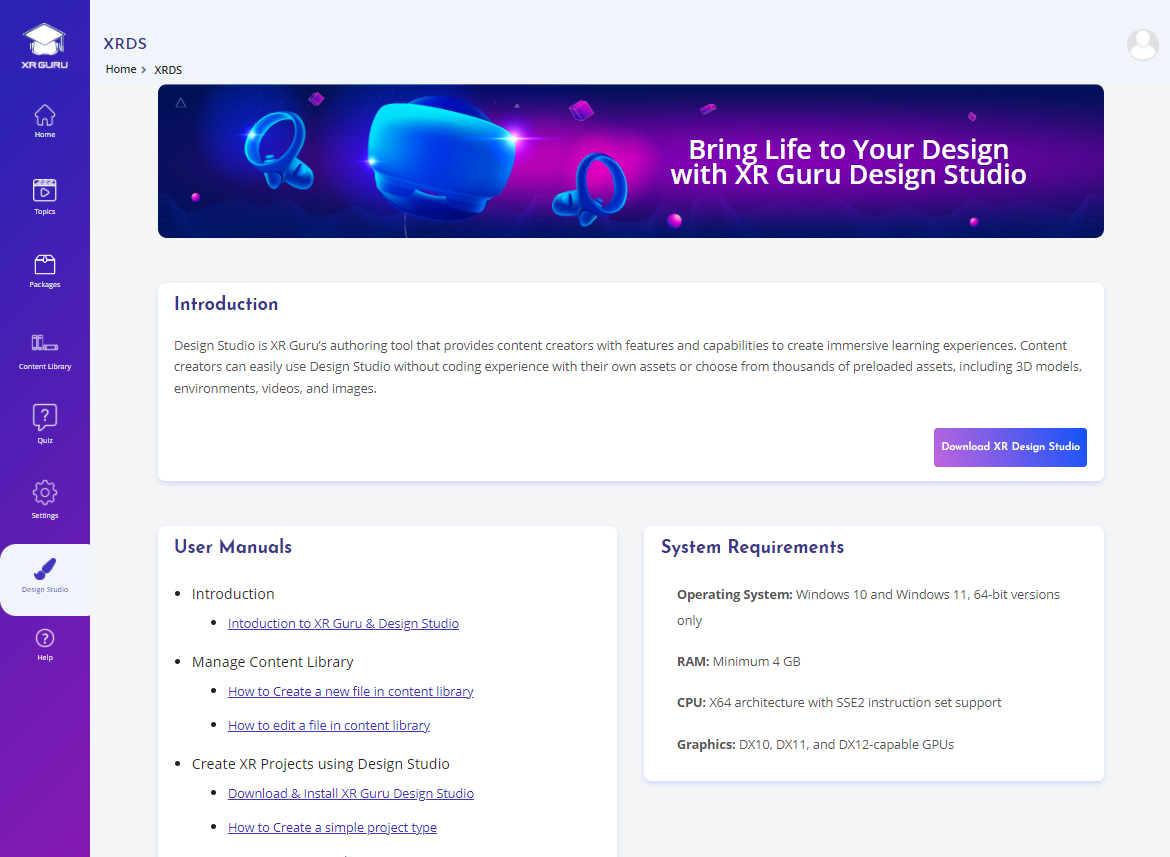 XR GURU
Home
Topics
Packages
Content Library
Quiz
Settings
Design Studio
Help
XRDS
Home > XRDS
Bring Life to Your Design
with XR Guru Design Studio
Introduction
Design Studio is XR Guru's authoring tool that provides content creators with features and capabilities to create immersive learning experiences. Content
creators can easily use Design Studio without coding experience with their own assets or choose from thousands of preloaded assets, including 3D models,
environments, videos, and images.
Download XR Design Studio
User Manuals
• Introduction
• Intoduction to XR Guru & Design Studio
• Manage Content Library
• How to Create a new file in content library
• How to edit a file in content library
• Create XR Projects using Design Studio
• Download & Install XR Guru Design Studio
• How to Create a simple project type
System Requirements
Operating System: Windows 10 and Windows 11, 64-bit versions
only
RAM: Minimum 4 GB
CPU: X64 architecture with SSE2 instruction set support
Graphics: DX10, DX11, and DX12-capable GPUs